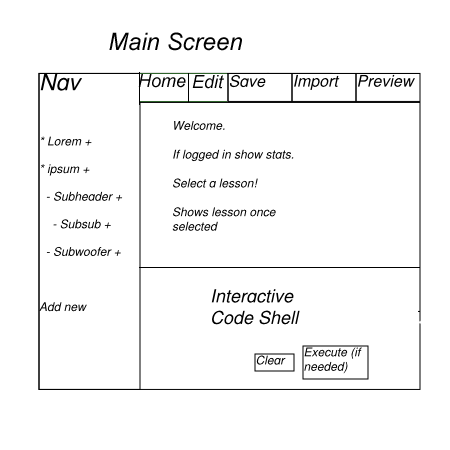 Main Screen
Nav
Home Edit Save Import Preview
* Lorem +
* ipsum +
- Subheader +
- Subsub +
- Subwoofer +
Add new
Welcome.
If logged in show stats.
Select a lesson!
Shows lesson once
selected
Interactive
Code Shell
Clear
Execute (if
needed)